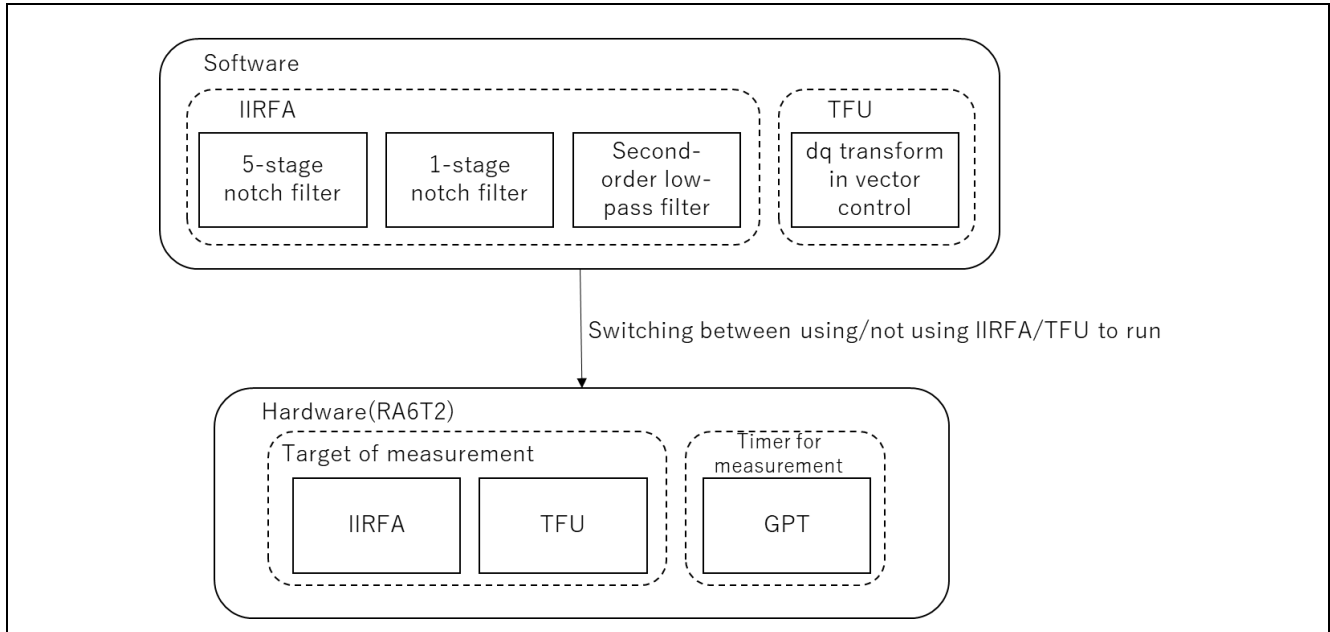 Software
IIRFA
5-stage
notch filter
1-stage
notch filter
Second-
order low-
pass filter
TFU
dq transform
in vector
control
Switching between using/not using IIRFA/TFU to run
Hardware(RA6T2)
Target of measurement
IIRFA
TFU
Timer for
measurement
GPT